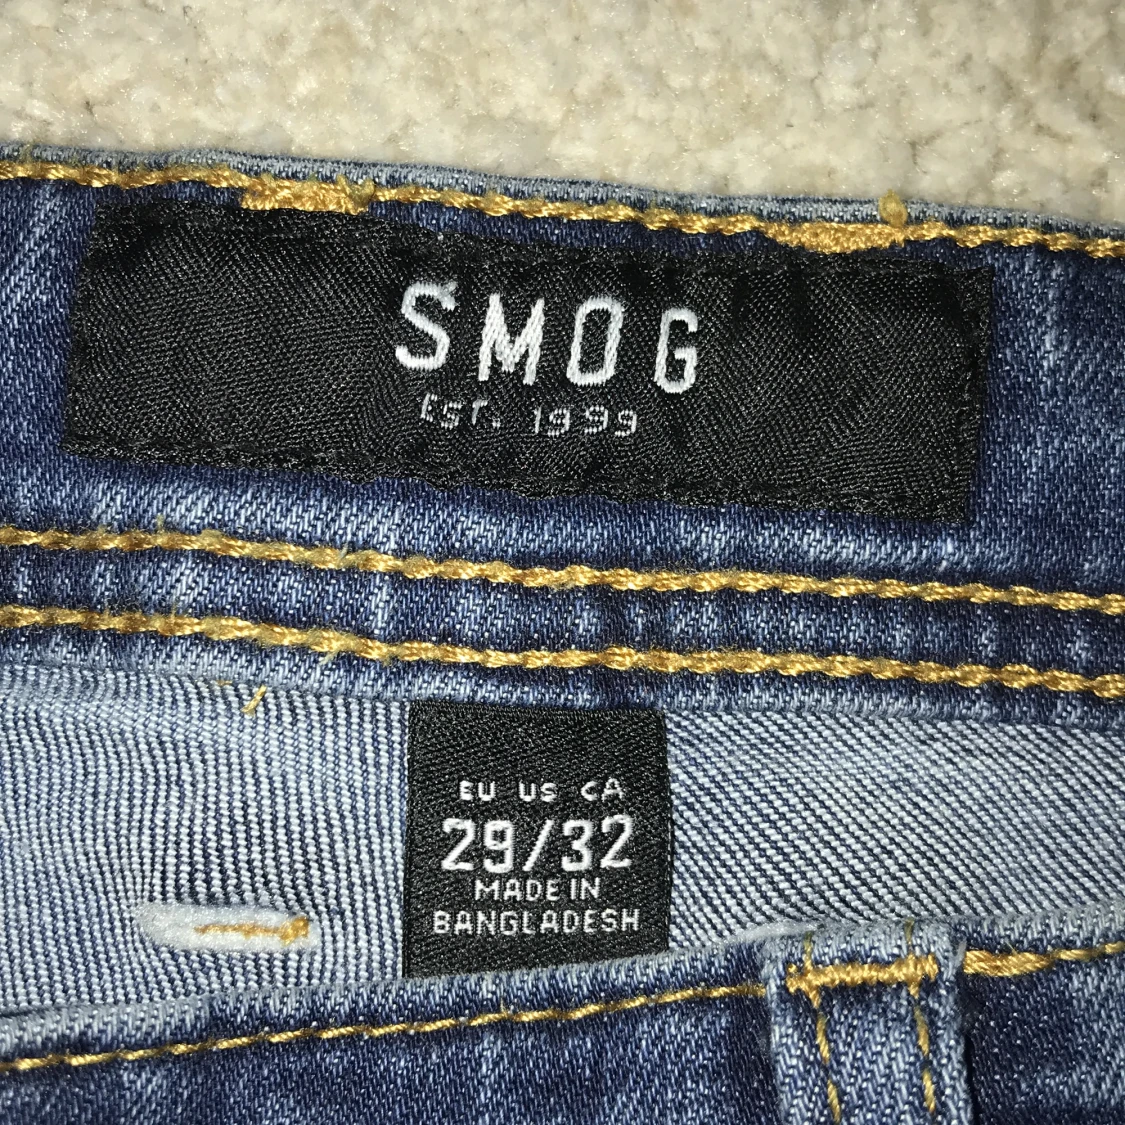 SMOG
EST. 1999
EU US CA
29/32
MADE IN
BANGLADESH